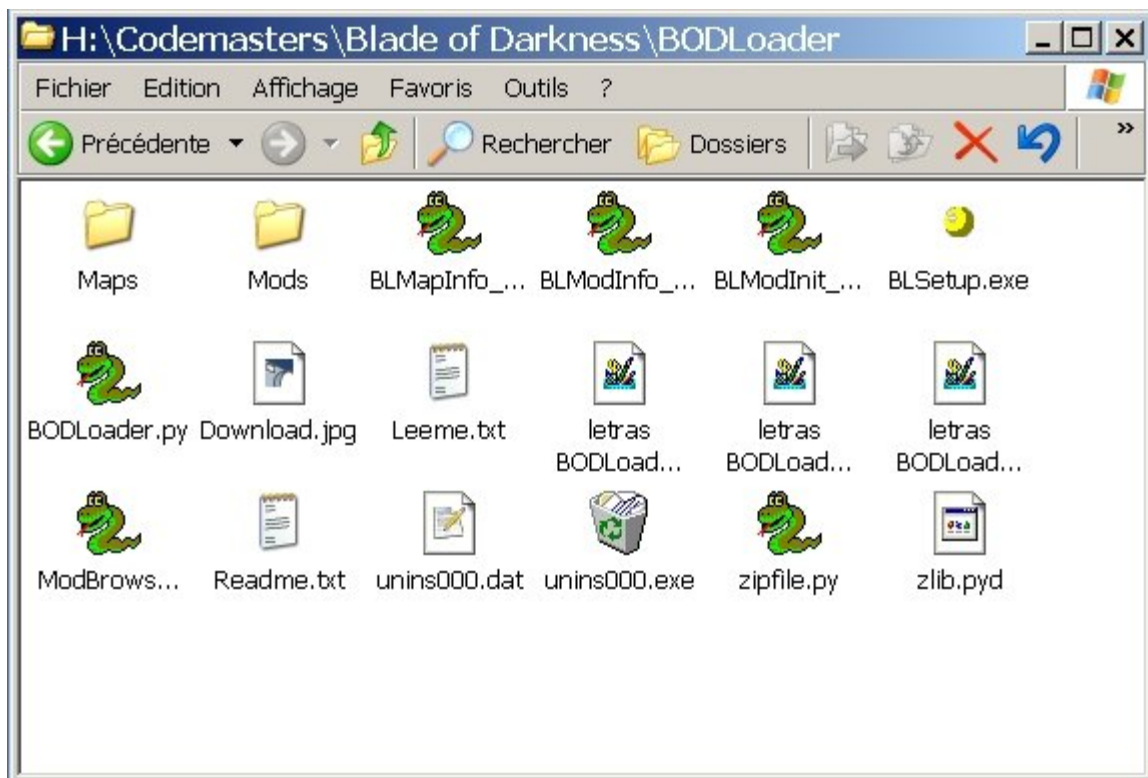 H:\Codemasters\Blade of Darkness\BODLoader
Fichier Edition Affichage Favoris Outils ?
Précédente Rechercher Dossiers »
Maps Mods BLMapInfo_... BLModInfo_... BLModInit_... BLSetup.exe
BODLoader.py Download.jpg Leeme.txt letras letras letras
BODLoad... BODLoad... BODLoad...
ModBrows... Readme.txt unins000.dat unins000.exe zipfile.py zlib.pyd